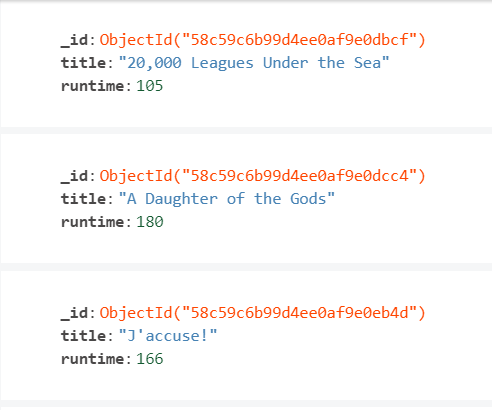 _id: ObjectId("58c59c6b99d4ee0af9e0dbcf")
title: "20,000 Leagues Under the Sea"
runtime: 105
_id: ObjectId("58c59c6b99d4ee0af9e0dcc4")
title: "A Daughter of the Gods"
runtime: 180
_id: ObjectId("58c59c6b99d4ee0af9e0eb4d")
title: "J'accuse!"
runtime: 166